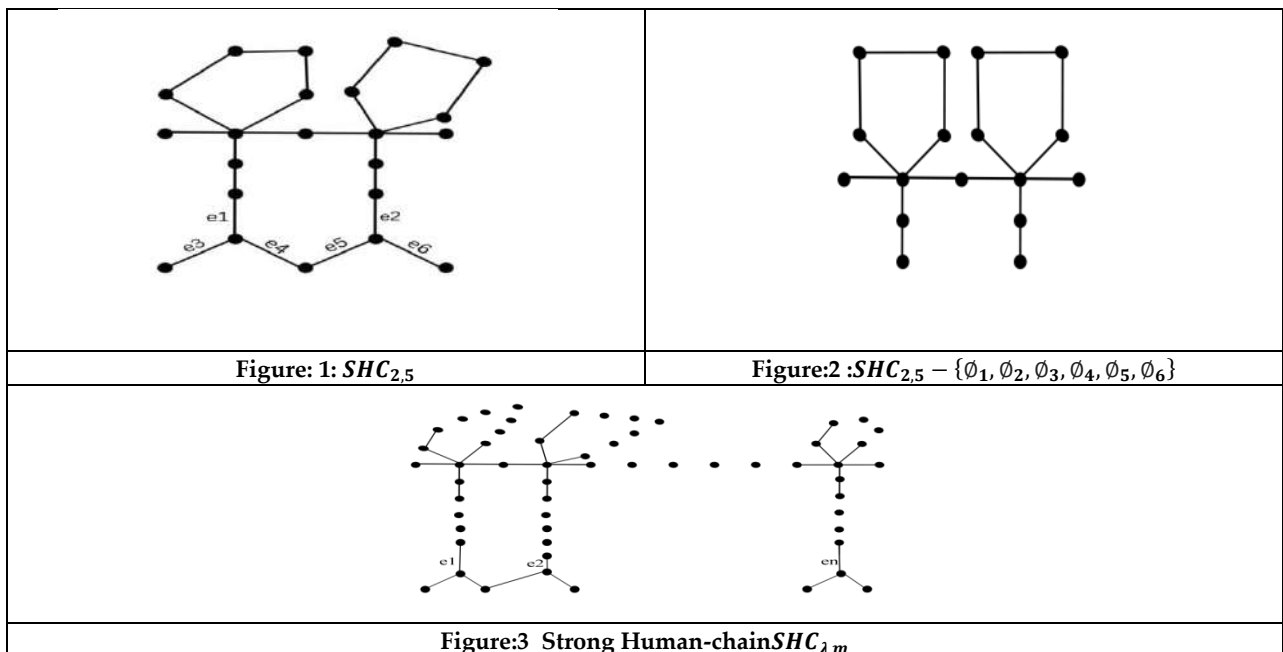 e1
e2
e3
e4
e5
e6
Figure: 1: SHC₂,₅
Figure:2 :SHC₂,₅ − {∅₁, ∅₂, ∅₃, ∅₄, ∅₅, ∅₆}
e1
e2
en
Figure:3 Strong Human-chainSHC_λ,m